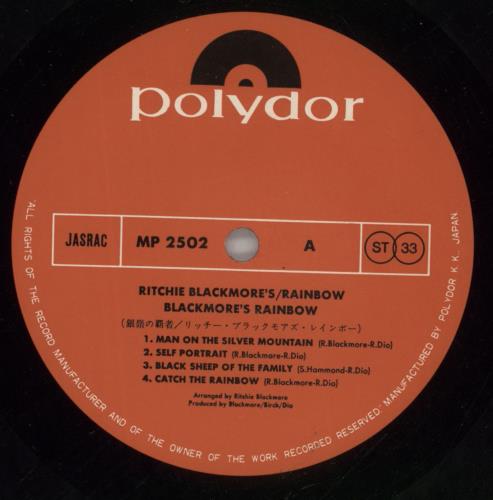 polydor
JASRAC
MP 2502
A
ST 33
RITCHIE BLACKMORE'S/RAINBOW
BLACKMORE'S RAINBOW
(銀嶺の覇者/リッチー・ブラックモアズ・レインボー)
1. MAN ON THE SILVER MOUNTAIN (R.Blackmore-R.Dio)
2. SELF PORTRAIT (R.Blackmore-R.Dio)
3. BLACK SHEEP OF THE FAMILY (S.Hammond-R.Dio)
4. CATCH THE RAINBOW (R.Blackmore-R.Dio)
Arranged by Ritchie Blackmore
Produced by Blackmore/Birch/Dio
"ALL RIGHTS OF THE RECORD MANUFACTURER AND OF THE OWNER OF THE WORK RECORDED RESERVED." MANUFACTURED BY POLYDOR K.K. JAPAN.